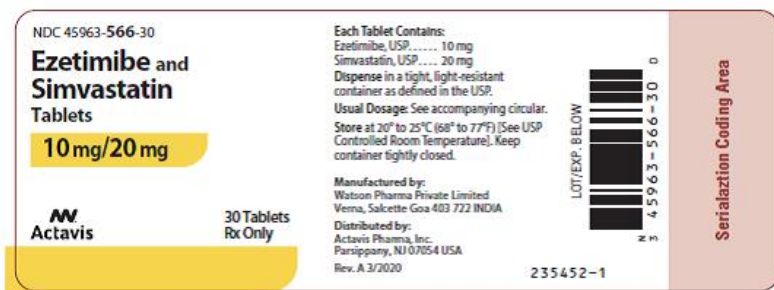 NDC 45963-566-30
Ezetimibe and
Simvastatin
Tablets
10 mg/20 mg
Actavis
30 Tablets
Rx Only
Each Tablet Contains:
Ezetimibe, USP...... 10 mg
Simvastatin, USP.... 20 mg
Dispense in a tight, light-resistant
container as defined in the USP.
Usual Dosage: See accompanying circular.
Store at 20° to 25°C (68° to 77°F) [See USP
Controlled Room Temperature]. Keep
container tightly closed.
Manufactured by:
Watson Pharma Private Limited
Verna, Salcette Goa 403 722 INDIA
Distributed by:
Actavis Pharma, Inc.
Parsippany, NJ 07054 USA
Rev. A 3/2020
235452-1
LOT/EXP. BELOW
N
3 45963-566-30 0
Serialaztion Coding Area